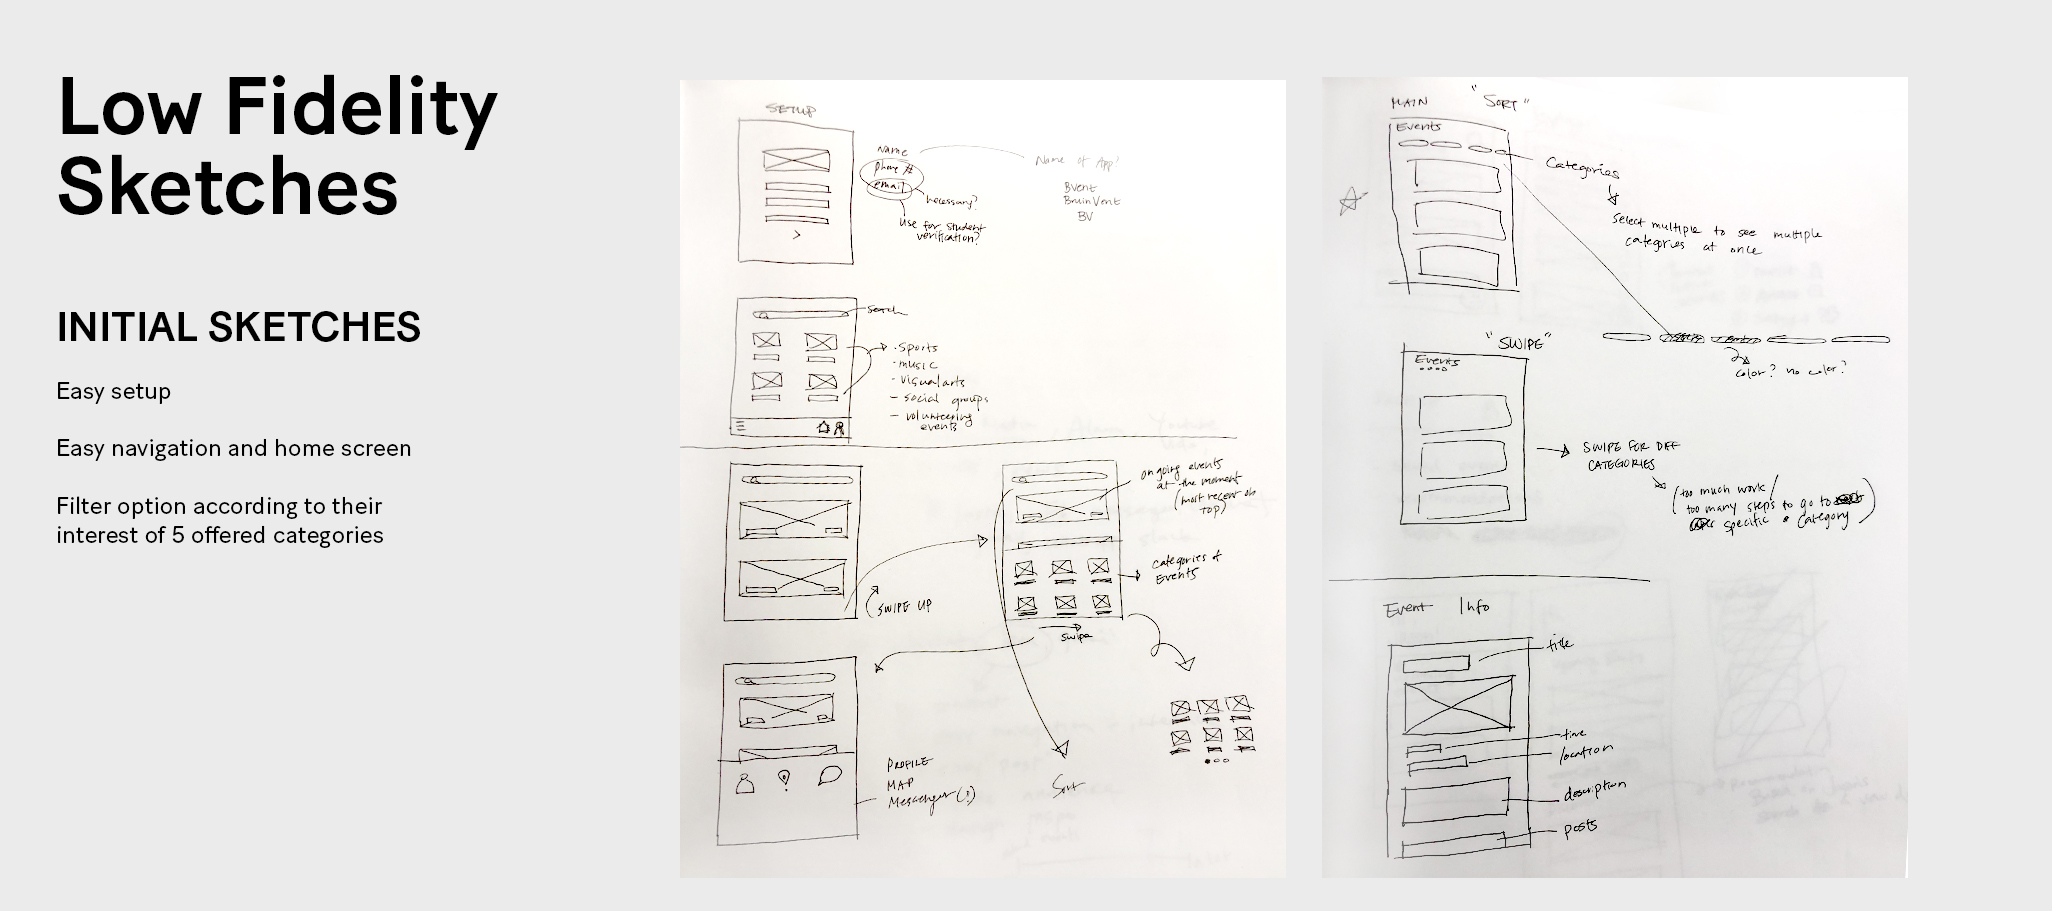 Low Fidelity
Sketches
INITIAL SKETCHES
Easy setup
Easy navigation and home screen
Filter option according to their
interest of 5 offered categories
SETUP
Name
phone #
email
necessary?
use for student
verification?
Name of App?
BVent
BruinVent
BV
search
· sports
· music
· visual arts
- social groups
- volunteering
events
SWIPE UP
on going events
at the moment
(most recent on
top)
categories of
Events
swipe
PROFILE
MAP
Messenger(?)
Sort
MAIN
"SORT"
Events
Categories
Select multiple to see multiple
categories at once
color? no color?
"SWIPE"
Events
SWIPE FOR DIFF
CATEGORIES
(too much work/
too many steps to go to
specific category)
Event Info
title
time
location
description
posts